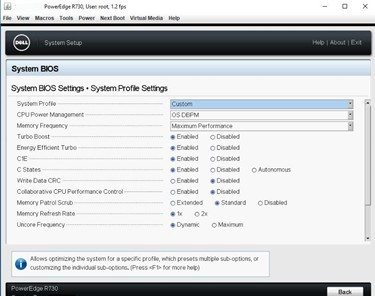 PowerEdge R730, User: root, 1.2 fps
File View Macros Tools Power Next Boot Virtual Media Help
DELL System Setup Help | About | Exit
System BIOS
System BIOS Settings • System Profile Settings
System Profile Custom
CPU Power Management OS DBPM
Memory Frequency Maximum Performance
Turbo Boost Enabled Disabled
Energy Efficient Turbo Enabled Disabled
C1E Enabled Disabled
C States Enabled Disabled Autonomous
Write Data CRC Enabled Disabled
Collaborative CPU Performance Control Enabled Disabled
Memory Patrol Scrub Extended Standard Disabled
Memory Refresh Rate 1x 2x
Uncore Frequency Dynamic Maximum
Allows optimizing the system for a specific profile, which presets multiple sub-options, or
customizing the individual sub-options. (Press <F1> for more help)
PowerEdge R730 Back